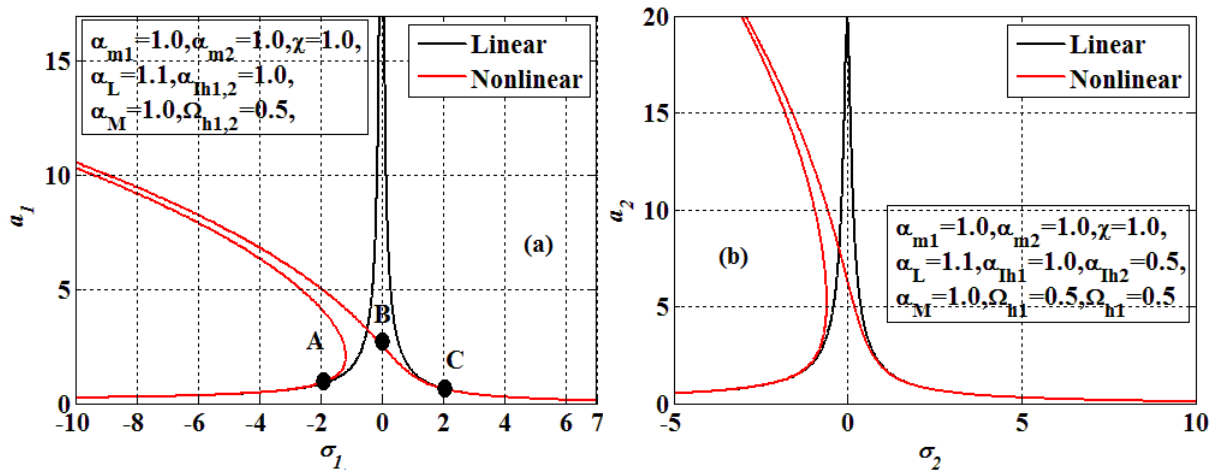 α_m1=1.0,α_m2=1.0,χ=1.0,
α_L=1.1,α_Ih1,2=1.0,
α_M=1.0,Ω_h1,2=0.5,
Linear
Nonlinear
15
10
5
0
a_1
A
B
C
(a)
-10 -8 -6 -4 -2 0 2 4 6 7
σ_1.
Linear
Nonlinear
20
15
10
5
0
a_2
(b)
α_m1=1.0,α_m2=1.0,χ=1.0,
α_L=1.1,α_Ih1=1.0,α_Ih2=0.5,
α_M=1.0,Ω_h1=0.5,Ω_h1=0.5
-5 0 5 10
σ_2